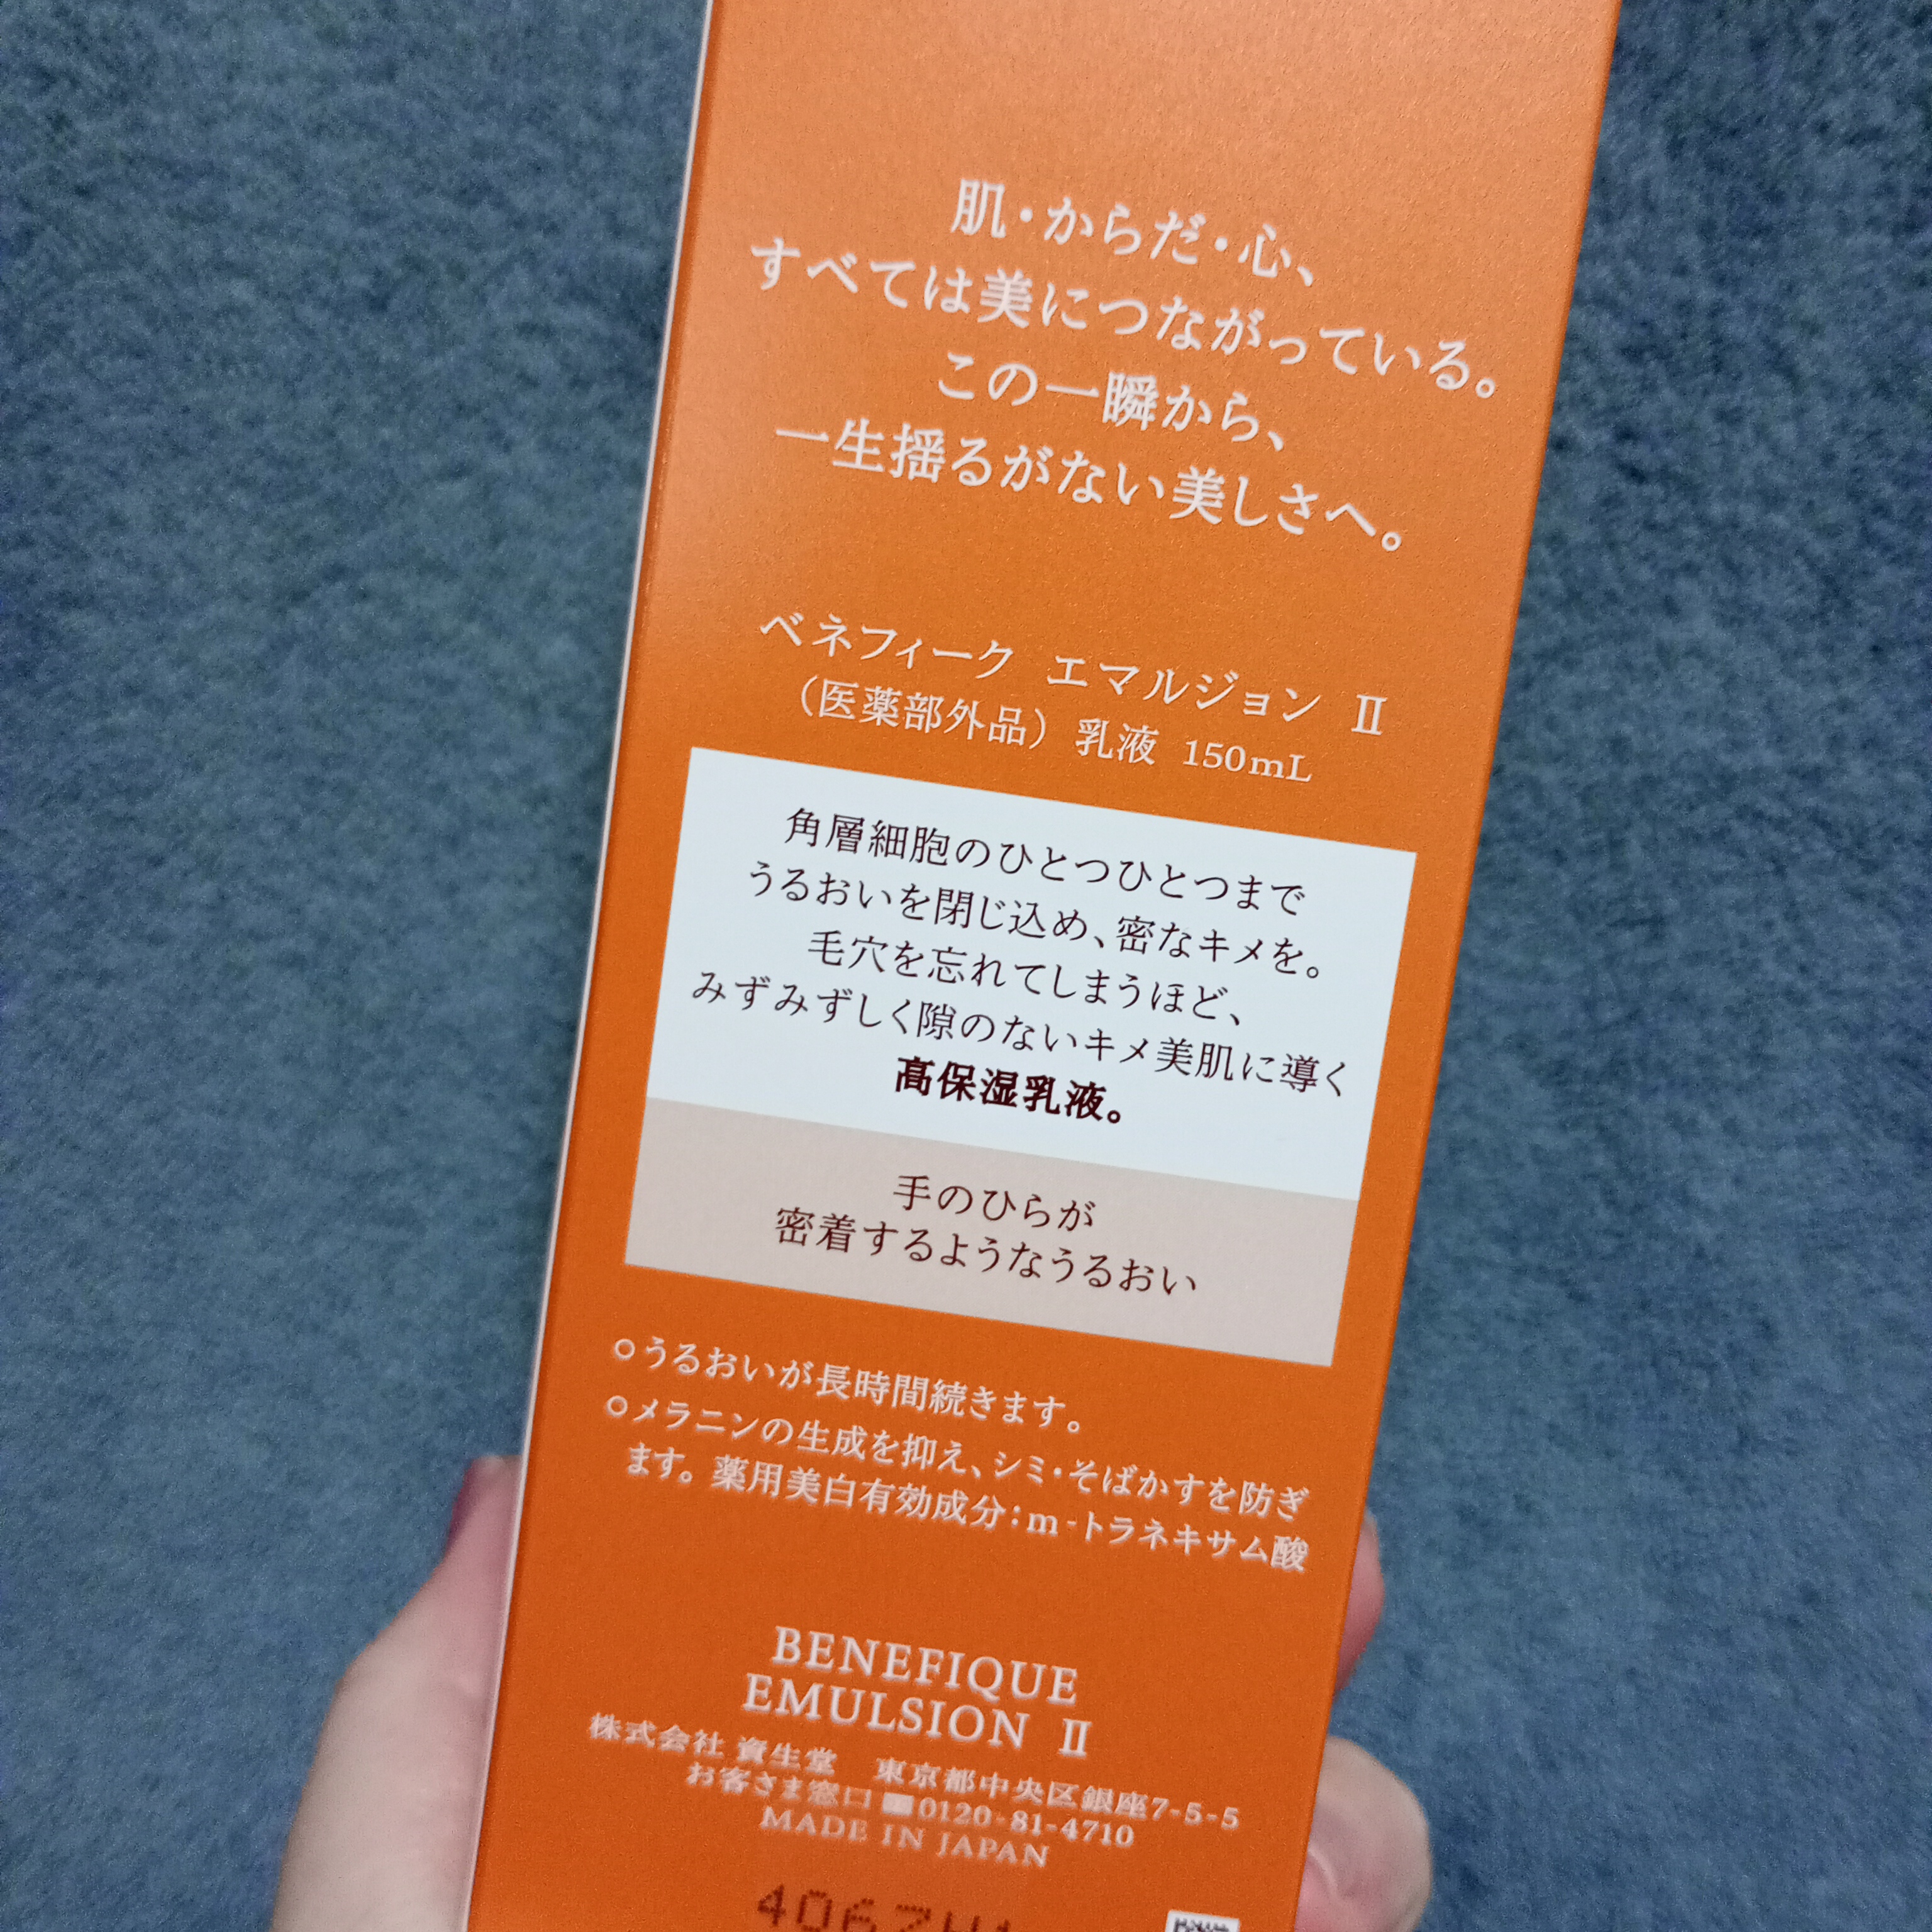 肌・からだ・心、
すべては美につながっている。
この一瞬から、
一生揺るがない美しさへ。
ベネフィーク エマルジョン Ⅱ
（医薬部外品）乳液 150mL
角層細胞のひとつひとつまで
うるおいを閉じ込め、密なキメを。
毛穴を忘れてしまうほど、
みずみずしく隙のないキメ美肌に導く
高保湿乳液。
手のひらが
密着するようなうるおい
○うるおいが長時間続きます。
○メラニンの生成を抑え、シミ・そばかすを防ぎ
ます。薬用美白有効成分：m-トラネキサム酸
BENEFIQUE
EMULSION Ⅱ
株式会社 資生堂 東京都中央区銀座7-5-5
お客さま窓口 0120-81-4710
MADE IN JAPAN